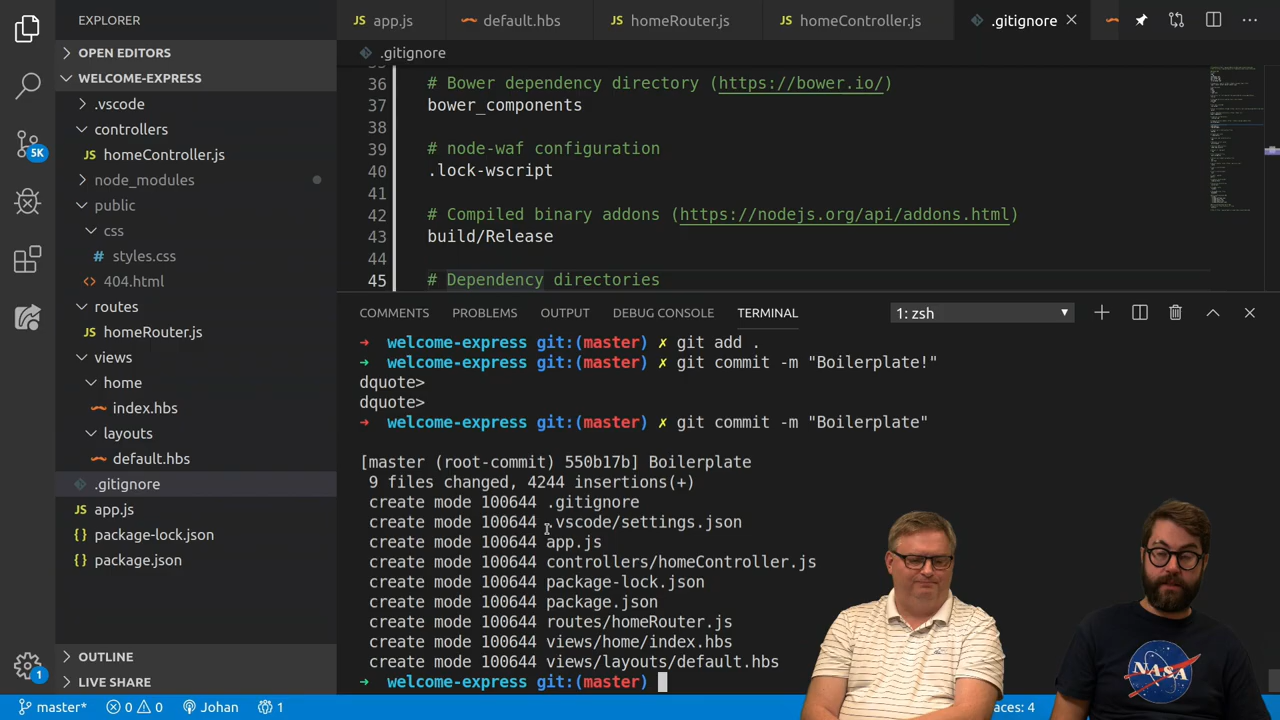 EXPLORER
OPEN EDITORS
WELCOME-EXPRESS
.vscode
controllers
homeController.js
node_modules
public
css
styles.css
404.html
routes
homeRouter.js
views
home
index.hbs
layouts
default.hbs
.gitignore
app.js
package-lock.json
package.json
OUTLINE
LIVE SHARE
5K
1
app.js
default.hbs
homeRouter.js
homeController.js
.gitignore
.gitignore
36 # Bower dependency directory (https://bower.io/)
37 bower_components
38
39 # node-waf configuration
40 .lock-wscript
41
42 # Compiled binary addons (https://nodejs.org/api/addons.html)
43 build/Release
44
45 # Dependency directories
COMMENTS PROBLEMS OUTPUT DEBUG CONSOLE TERMINAL 1: zsh
➜ welcome-express git:(master) ✗ git add .
➜ welcome-express git:(master) ✗ git commit -m "Boilerplate!"
dquote>
dquote>
➜ welcome-express git:(master) ✗ git commit -m "Boilerplate"
[master (root-commit) 550b17b] Boilerplate
9 files changed, 4244 insertions(+)
create mode 100644 .gitignore
create mode 100644 .vscode/settings.json
create mode 100644 app.js
create mode 100644 controllers/homeController.js
create mode 100644 package-lock.json
create mode 100644 package.json
create mode 100644 routes/homeRouter.js
create mode 100644 views/home/index.hbs
create mode 100644 views/layouts/default.hbs
➜ welcome-express git:(master)
NASA
master* 0 0 Johan 1 aces: 4